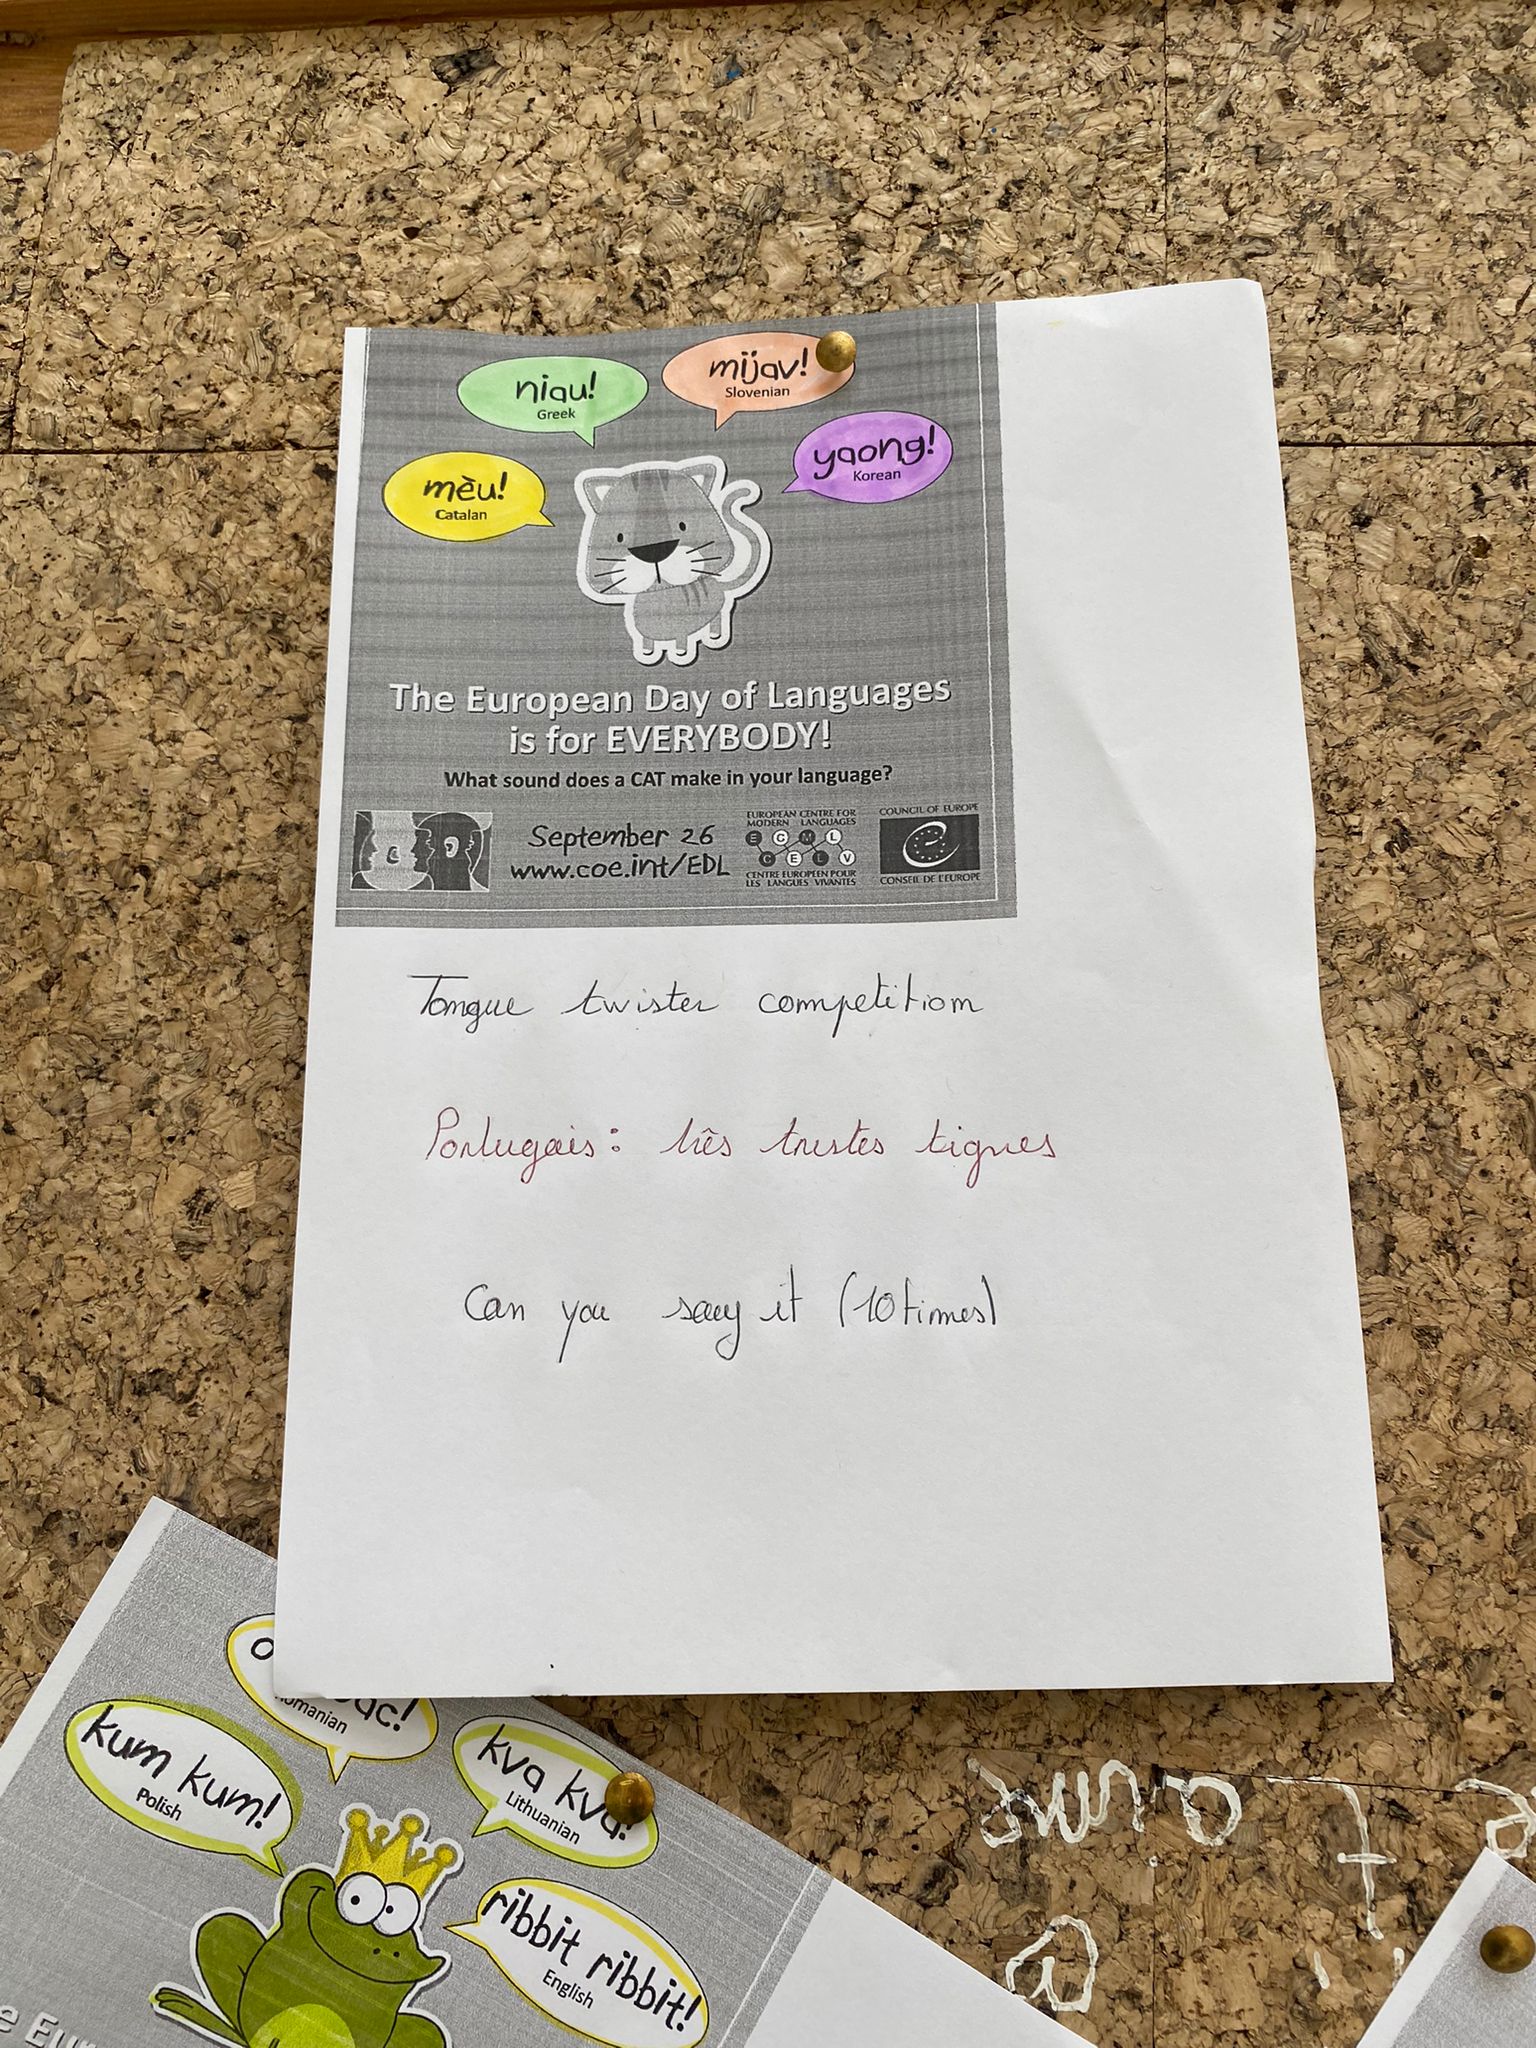 niau!
Greek
mijav!
Slovenian
yaong!
Korean
mèu!
Catalan
The European Day of Languages
is for EVERYBODY!
What sound does a CAT make in your language?
September 26
www.coe.int/EDL
EUROPEAN CENTRE FOR
MODERN LANGUAGES
E C M L
C E L V
CENTRE EUROPEEN POUR
LES LANGUES VIVANTES
COUNCIL OF EUROPE
CONSEIL DE L'EUROPE
Tongue twister competition
Portugais: três tristes tigres
Can you say it (10 times)
kum kum!
Polish
kva kva!
Lithuanian
ribbit ribbit!
English